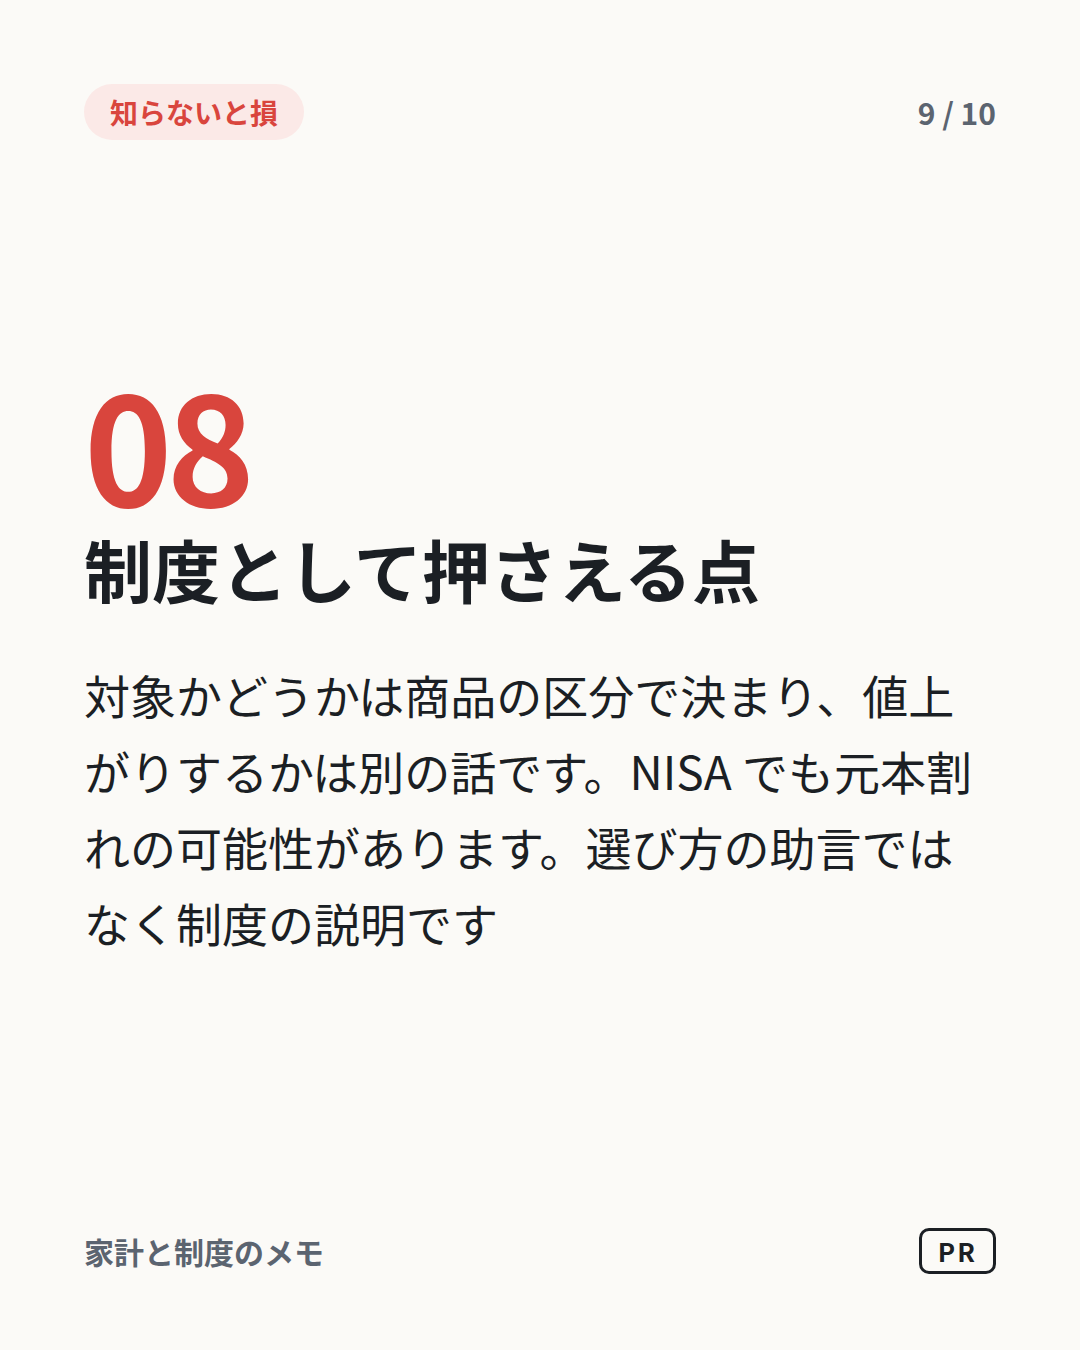 知らないと損
9 / 10
08
制度として押さえる点
対象かどうかは商品の区分で決まり、値上
がりするかは別の話です。NISA でも元本割
れの可能性があります。選び方の助言では
なく制度の説明です
家計と制度のメモ
PR